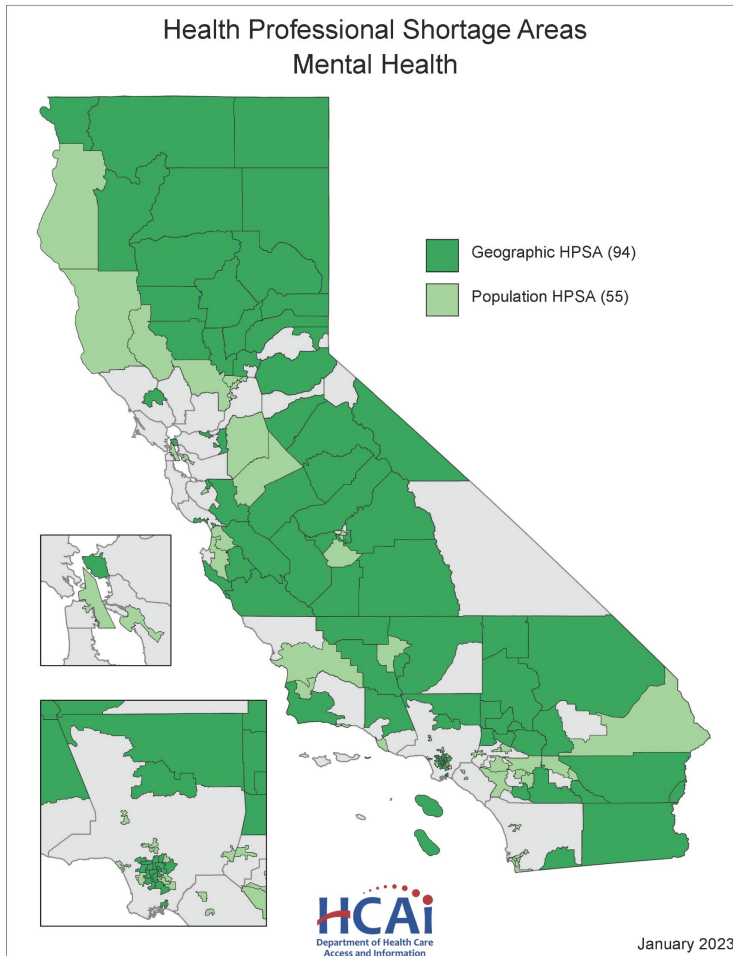 Health Professional Shortage Areas
Mental Health
Geographic HPSA (94)
Population HPSA (55)
HCAi
Department of Health Care
Access and Information
January 2023